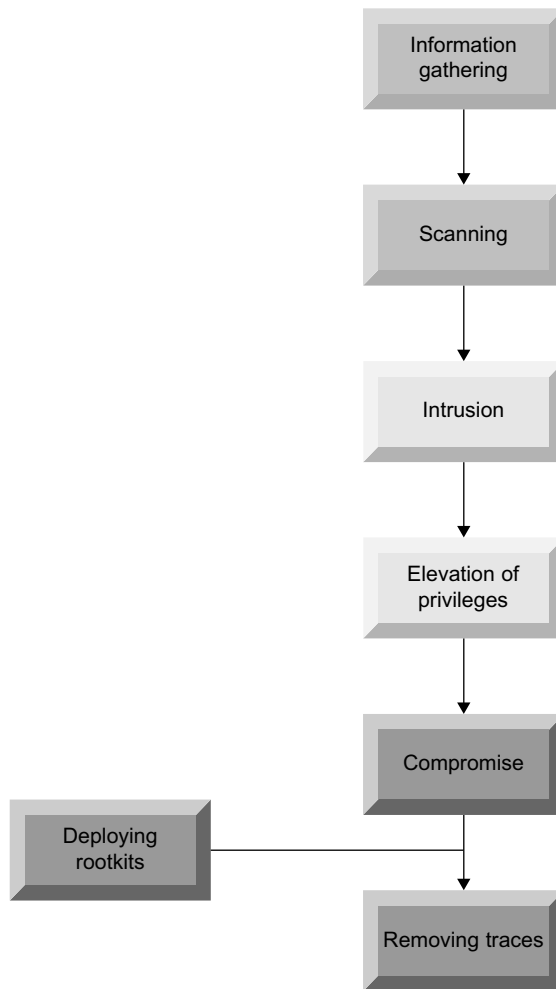 Information
gathering
Scanning
Intrusion
Elevation of
privileges
Compromise
Deploying
rootkits
Removing traces